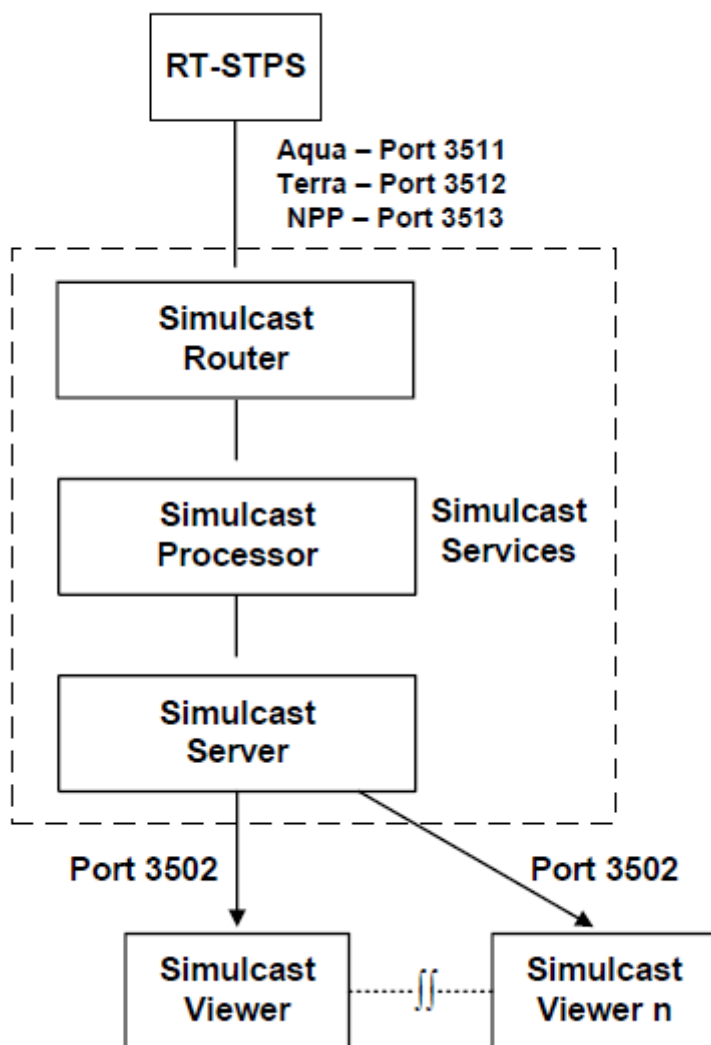 RT-STPS
Aqua – Port 3511
Terra – Port 3512
NPP – Port 3513
Simulcast
Router
Simulcast
Processor
Simulcast
Services
Simulcast
Server
Port 3502
Port 3502
Simulcast
Viewer
∫∫
Simulcast
Viewer n